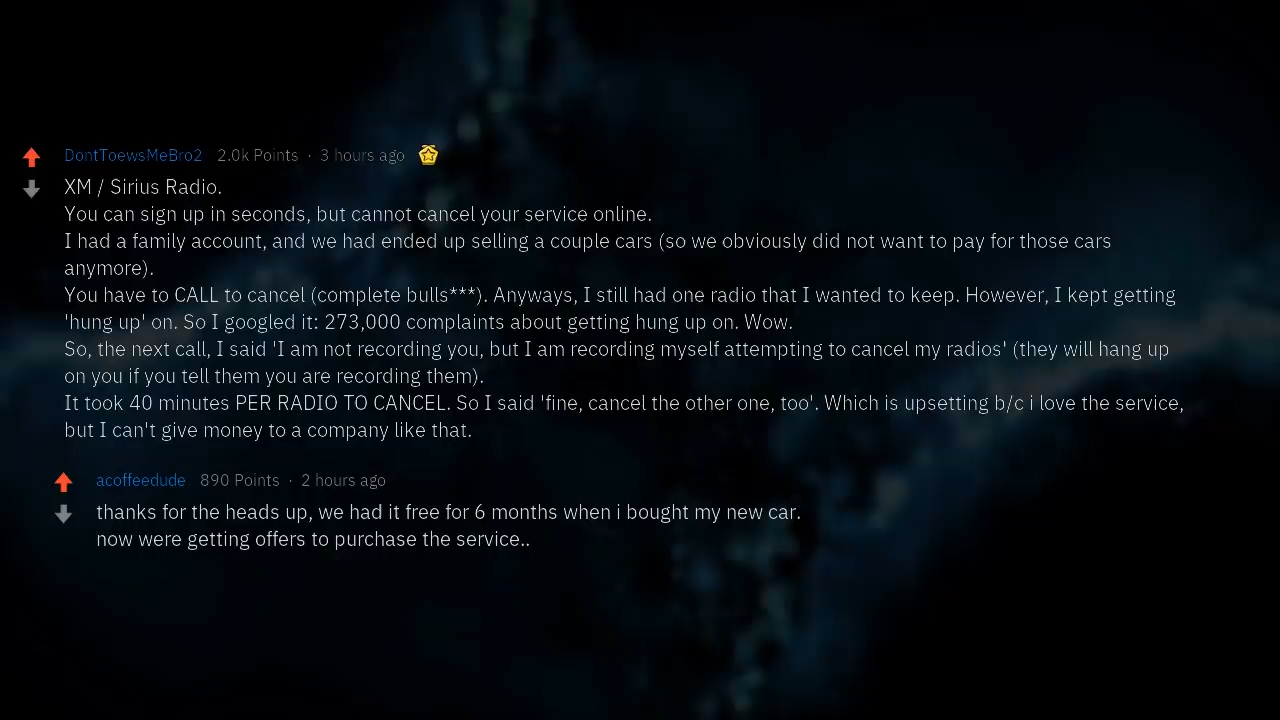 DontToewsMeBro2 2.0k Points · 3 hours ago
XM / Sirius Radio.
You can sign up in seconds, but cannot cancel your service online.
I had a family account, and we had ended up selling a couple cars (so we obviously did not want to pay for those cars
anymore).
You have to CALL to cancel (complete bulls***). Anyways, I still had one radio that I wanted to keep. However, I kept getting
'hung up' on. So I googled it: 273,000 complaints about getting hung up on. Wow.
So, the next call, I said 'I am not recording you, but I am recording myself attempting to cancel my radios' (they will hang up
on you if you tell them you are recording them).
It took 40 minutes PER RADIO TO CANCEL. So I said 'fine, cancel the other one, too'. Which is upsetting b/c i love the service,
but I can't give money to a company like that.
acoffeedude 890 Points · 2 hours ago
thanks for the heads up, we had it free for 6 months when i bought my new car.
now were getting offers to purchase the service..